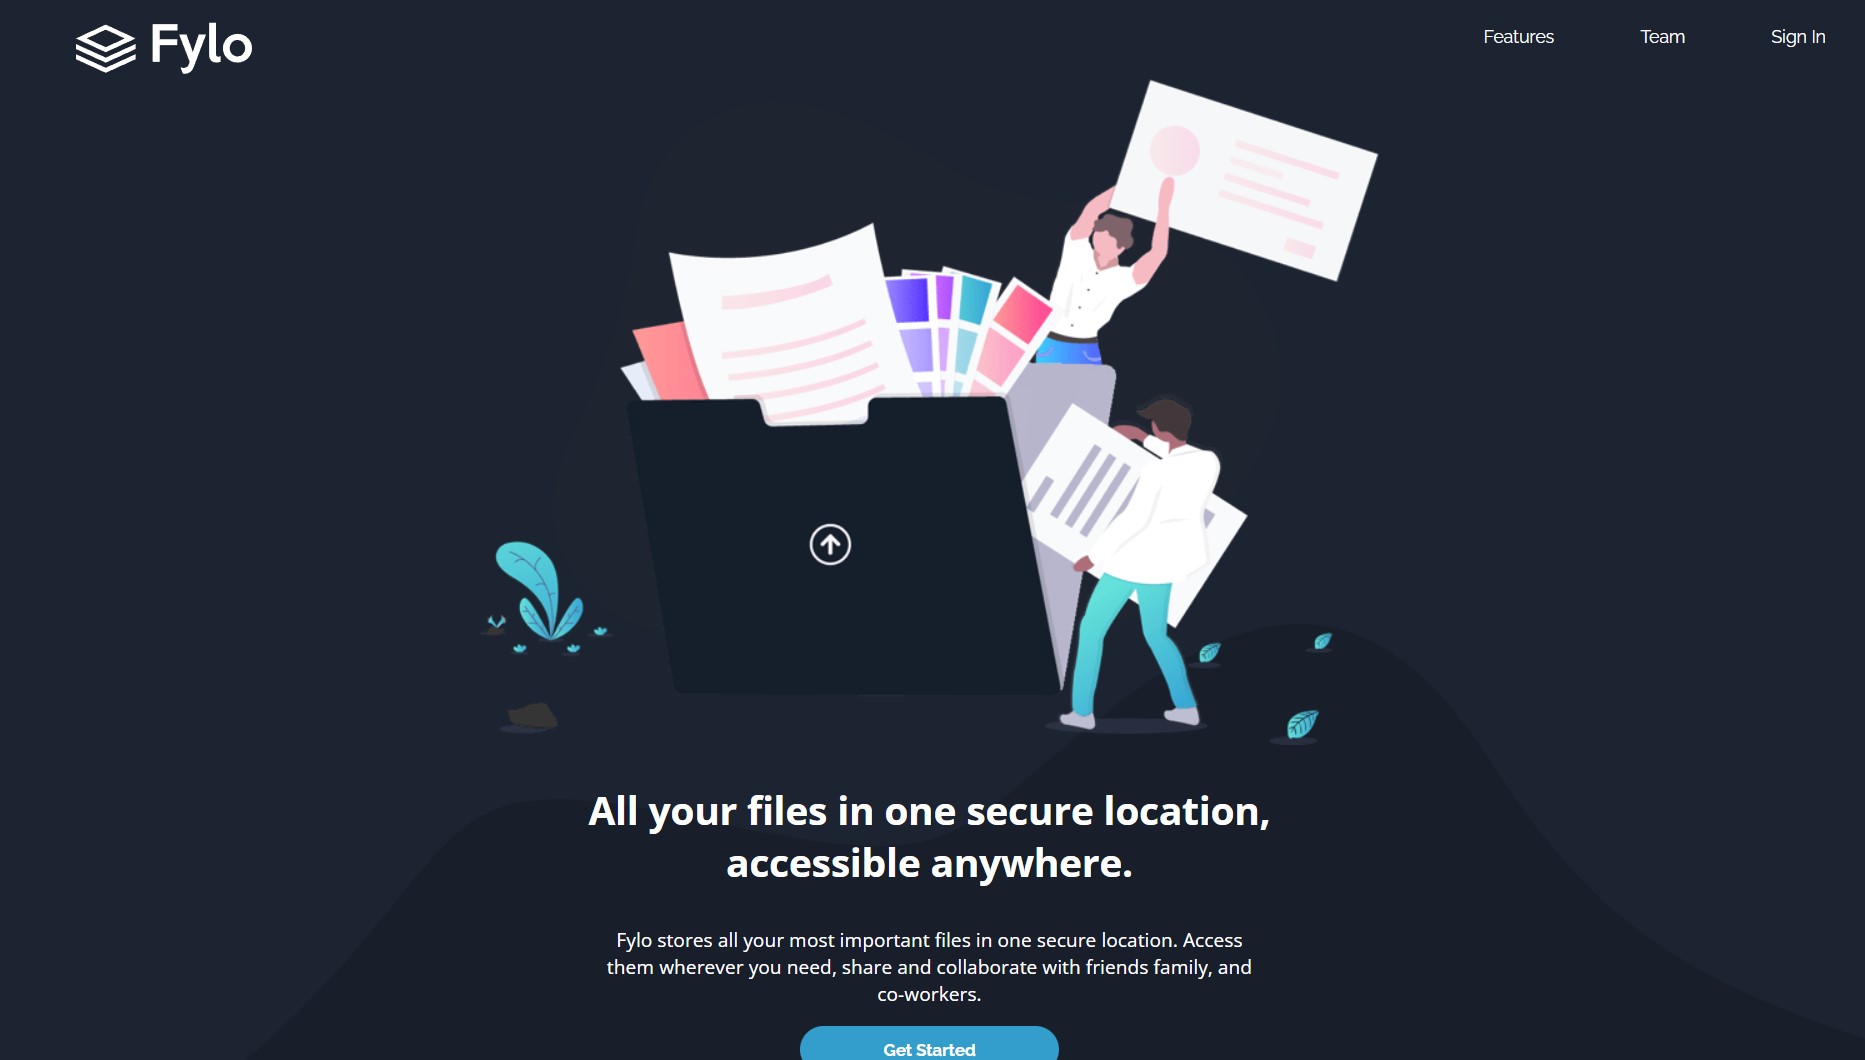 Fylo
Features
Team
Sign In
All your files in one secure location,
accessible anywhere.
Fylo stores all your most important files in one secure location. Access
them wherever you need, share and collaborate with friends family, and
co-workers.
Get Started